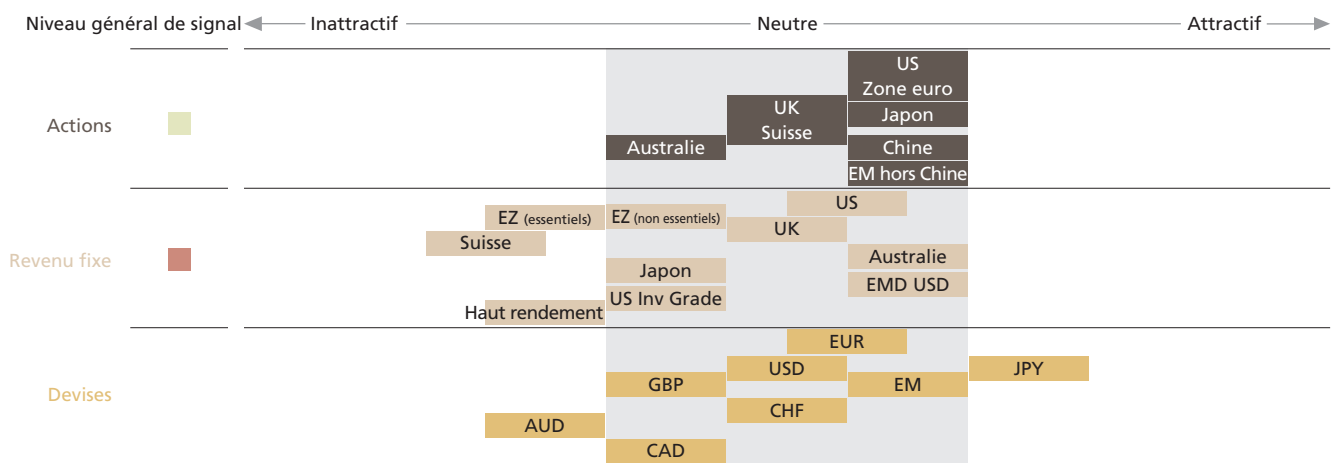 Niveau général de signal
Inattractif
Neutre
Attractif
Actions
US
Zone euro
UK
Suisse
Japon
Australie
Chine
EM hors Chine
Revenu fixe
US
EZ (essentiels)
EZ (non essentiels)
UK
Suisse
Australie
Japon
EMD USD
US Inv Grade
Haut rendement
Devises
EUR
USD
JPY
GBP
EM
CHF
AUD
CAD